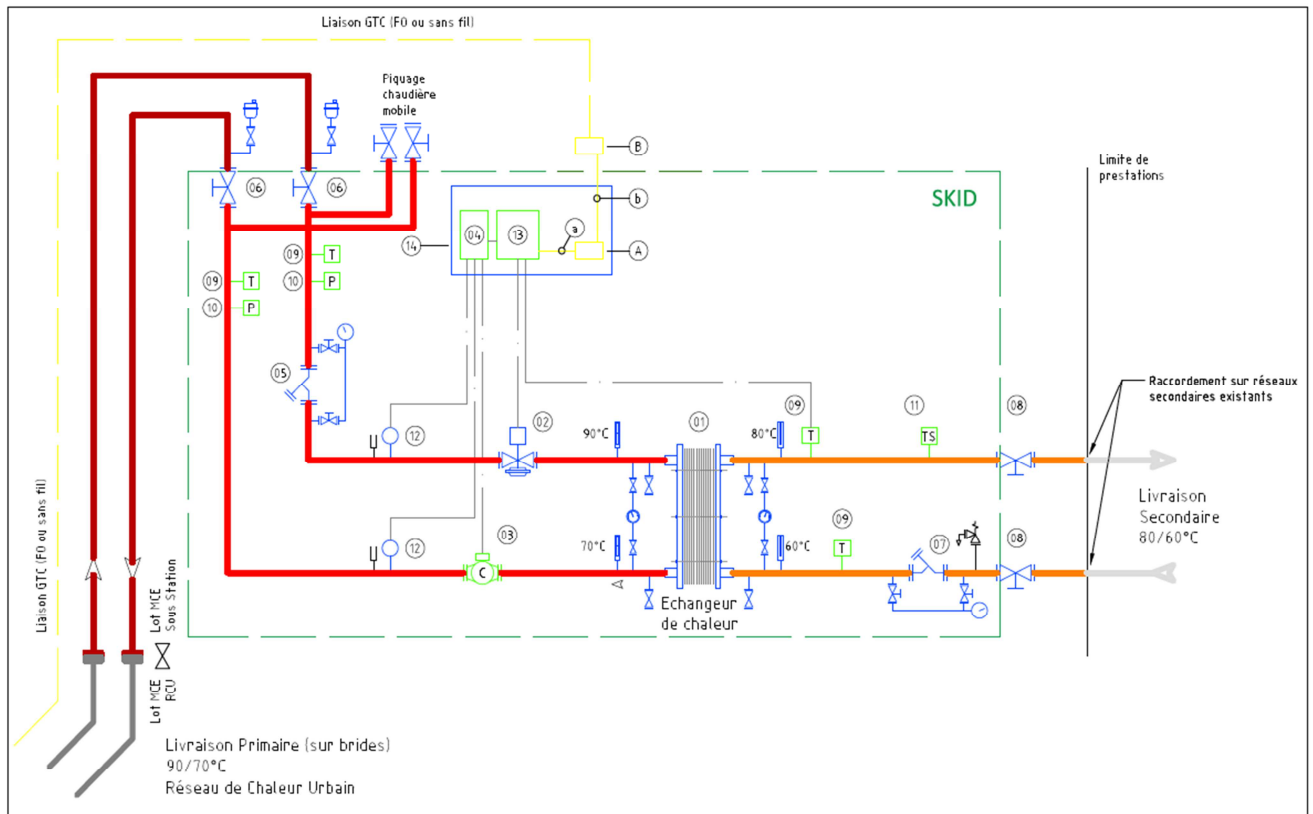 Liaison GTC (FO ou sans fil)
Piquage
chaudière
mobile
B
Limite de
prestations
06
06
b
SKID
04
13
a
14
A
09
T
09
T
10
P
10
P
05
Raccordement sur réseaux
secondaires existants
12
02
90°C
01
80°C
09
T
11
TS
08
Livraison
Secondaire
80/60°C
12
03
C
70°C
60°C
09
T
07
08
Echangeur
de chaleur
Liaison GTC (FO ou sans fil)
Lot MCE
Sous Station
Lot MCE
RCU
Livraison Primaire (sur brides)
90/70°C
Réseau de Chaleur Urbain